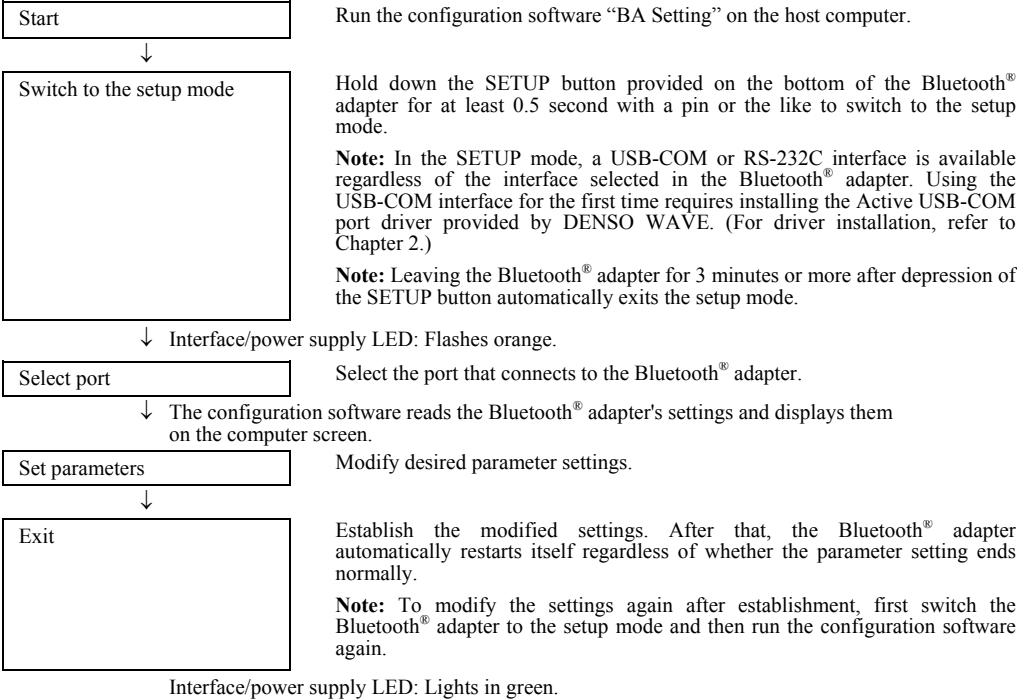 Start
Run the configuration software “BA Setting” on the host computer.
↓
Switch to the setup mode
Hold down the SETUP button provided on the bottom of the Bluetooth®
adapter for at least 0.5 second with a pin or the like to switch to the setup
mode.
Note: In the SETUP mode, a USB-COM or RS-232C interface is available
regardless of the interface selected in the Bluetooth® adapter. Using the
USB-COM interface for the first time requires installing the Active USB-COM
port driver provided by DENSO WAVE. (For driver installation, refer to
Chapter 2.)
Note: Leaving the Bluetooth® adapter for 3 minutes or more after depression of
the SETUP button automatically exits the setup mode.
↓ Interface/power supply LED: Flashes orange.
Select port
Select the port that connects to the Bluetooth® adapter.
↓ The configuration software reads the Bluetooth® adapter's settings and displays them
on the computer screen.
Set parameters
Modify desired parameter settings.
↓
Exit
Establish the modified settings. After that, the Bluetooth® adapter
automatically restarts itself regardless of whether the parameter setting ends
normally.
Note: To modify the settings again after establishment, first switch the
Bluetooth® adapter to the setup mode and then run the configuration software
again.
Interface/power supply LED: Lights in green.